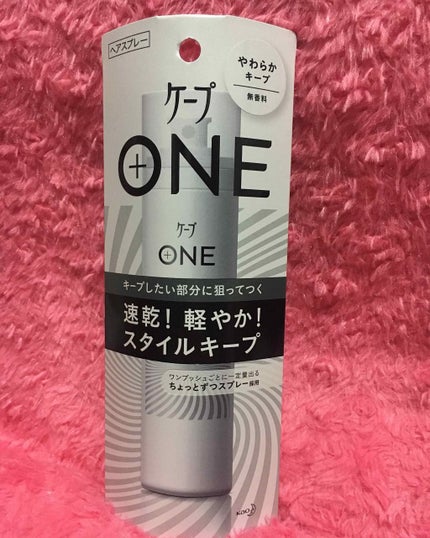 ヘアスプレー
やわらか
キープ
無香料
ケープ
ONE
ケープ
ONE
キープしたい部分に狙ってつく
速乾! 軽やか!
スタイルキープ
ワンプッシュごとに一定量出る
ちょっとずつスプレー採用
Kao